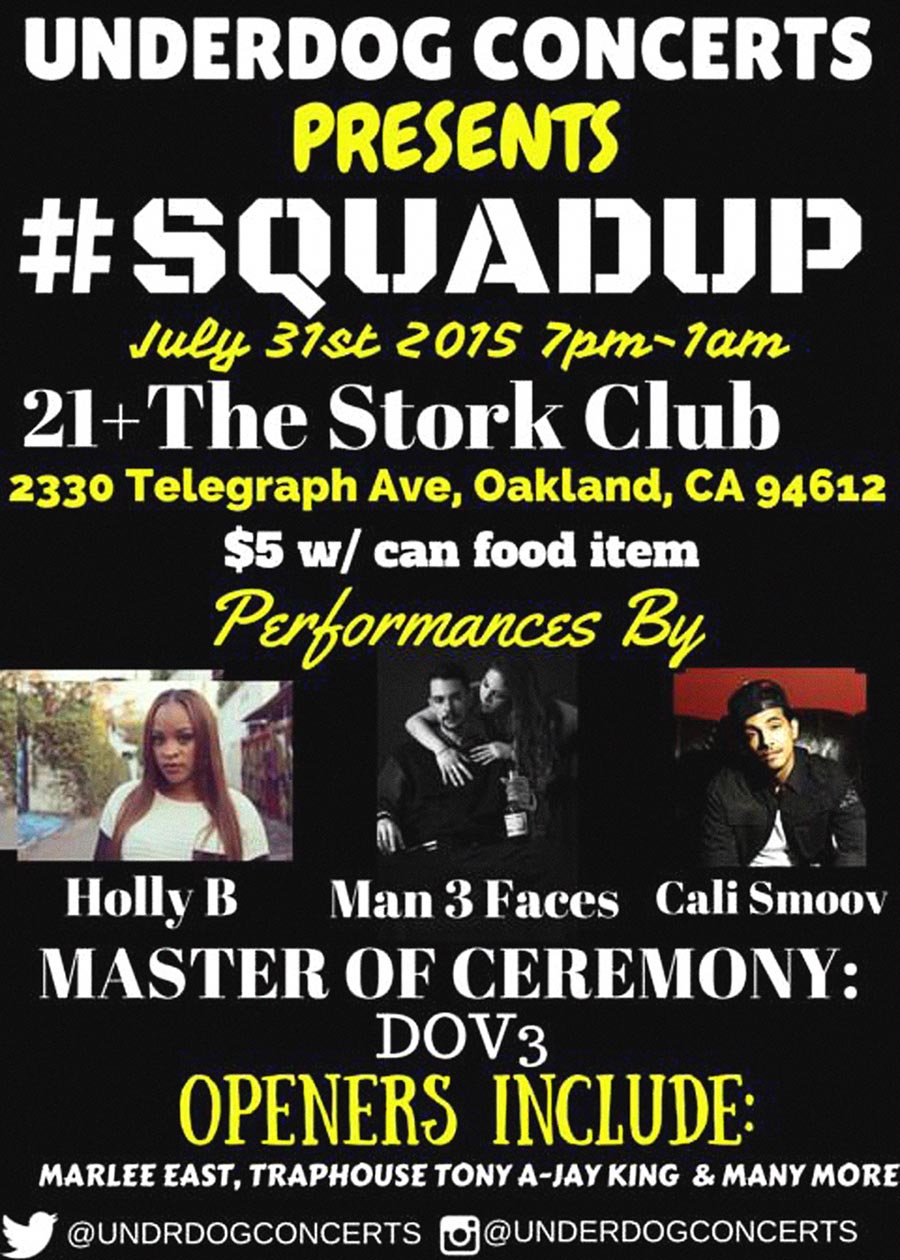 UNDERDOG CONCERTS
PRESENTS
#SQUADUP
July 31st 2015 7pm-1am
21+The Stork Club
2330 Telegraph Ave, Oakland, CA 94612
$5 w/ can food item
Performances By
Holly B Man 3 Faces Cali Smoov
MASTER OF CEREMONY:
DOV3
OPENERS INCLUDE:
MARLEE EAST, TRAPHOUSE TONY A-JAY KING & MANY MORE
@UNDRDOGCONCERTS @UNDERDOGCONCERTS